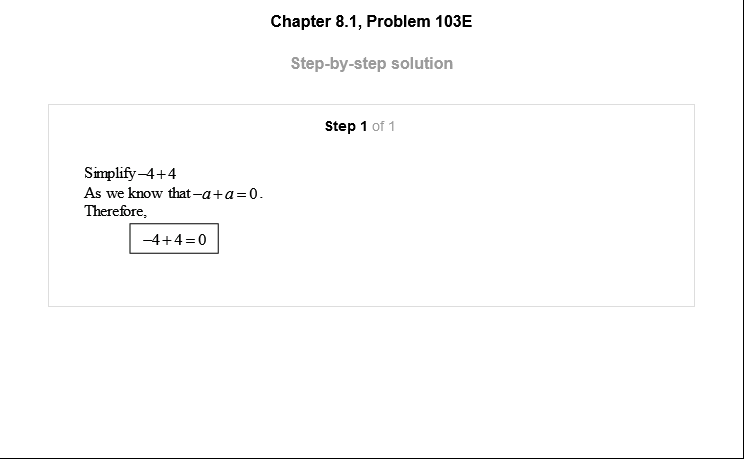 Chapter 8.1, Problem 103E
Step-by-step solution
Step 1 of 1
Simplify –4+4
As we know that –a+a=0.
Therefore,
–4+4=0